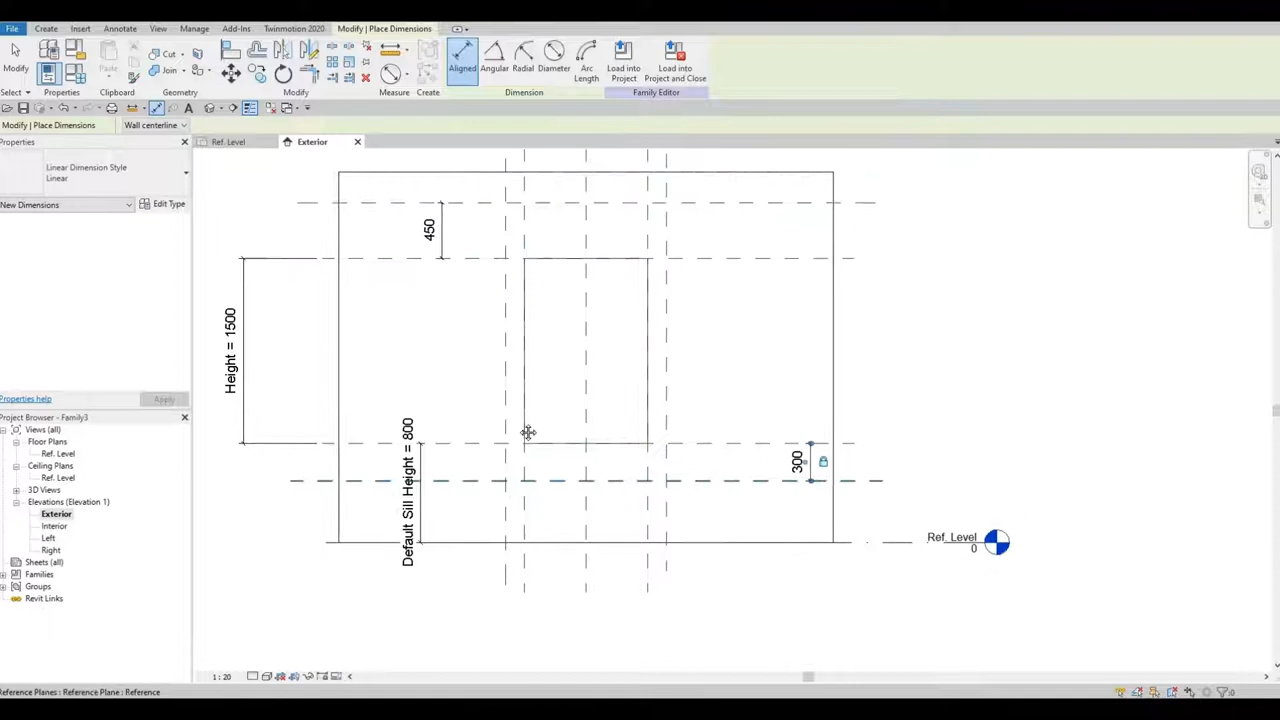 File Create Insert Annotate View Manage Add-Ins Twinmotion 2020 Modify | Place Dimensions
Modify
Paste
Cut
Join
Aligned
Angular
Radial
Diameter
Arc
Length
Load into
Project
Load into
Project and Close
Select Properties Clipboard Geometry Modify Measure Create Dimension Family Editor
A
Modify | Place Dimensions Wall centerline
Properties
Linear Dimension Style
Linear
New Dimensions Edit Type
Properties help Apply
Project Browser - Family3
Views (all)
Floor Plans
Ref. Level
Ceiling Plans
Ref. Level
3D Views
Elevations (Elevation 1)
Exterior
Interior
Left
Right
Sheets (all)
Families
Groups
Revit Links
Ref. Level Exterior
450
Height = 1500
Default Sill Height = 800
300
Ref. Level
0
1 : 20
Reference Planes : Reference Plane : Reference
:0